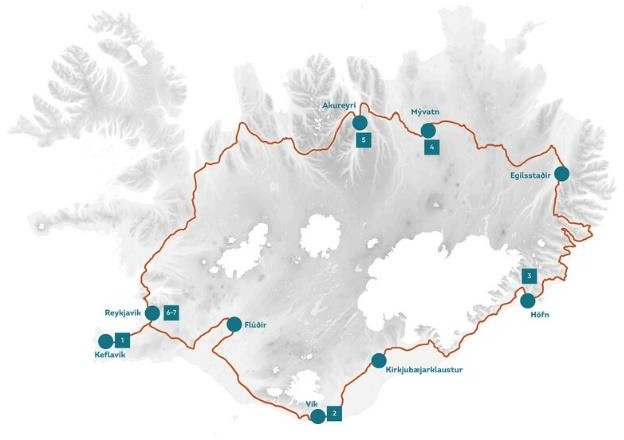 Akureyri
5
Mývatn
4
Egilsstaðir
3
Höfn
Reykjavík
6-7
1
Keflavík
Flúðir
Kirkjubæjarklaustur
Vík
2